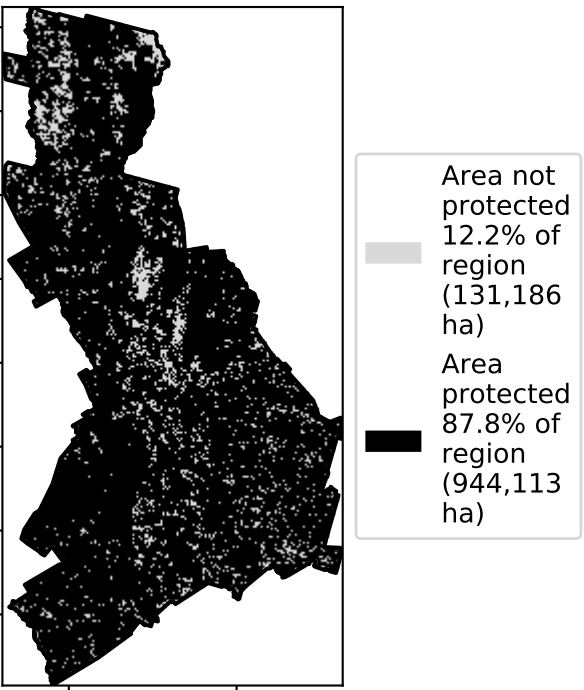 Area not
protected
12.2% of
region
(131,186
ha)
Area
protected
87.8% of
region
(944,113
ha)